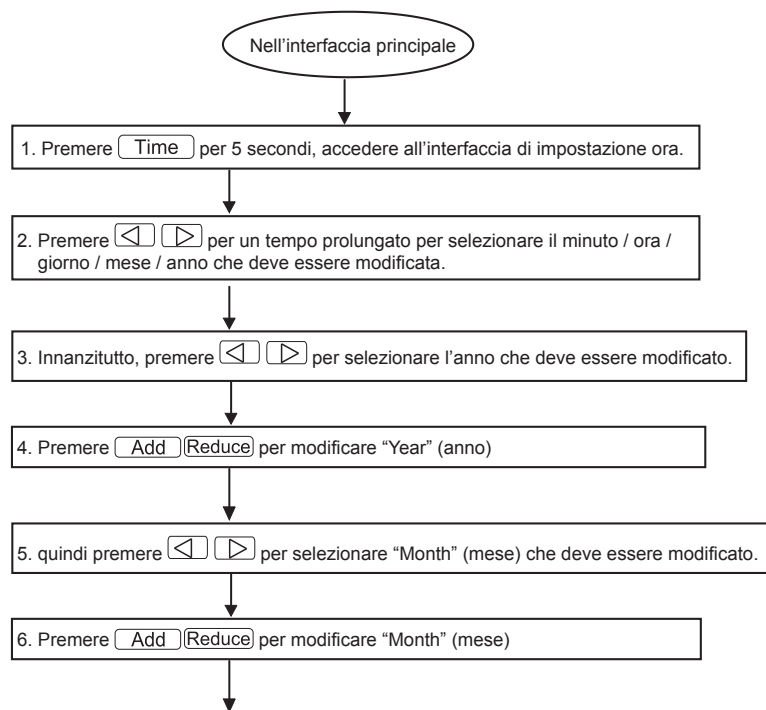 Nell'interfaccia principale
1. Premere Time per 5 secondi, accedere all'interfaccia di impostazione ora.
2. Premere ◁ ▷ per un tempo prolungato per selezionare il minuto / ora /
giorno / mese / anno che deve essere modificata.
3. Innanzitutto, premere ◁ ▷ per selezionare l'anno che deve essere modificato.
4. Premere Add Reduce per modificare “Year” (anno)
5. quindi premere ◁ ▷ per selezionare “Month” (mese) che deve essere modificato.
6. Premere Add Reduce per modificare “Month” (mese)